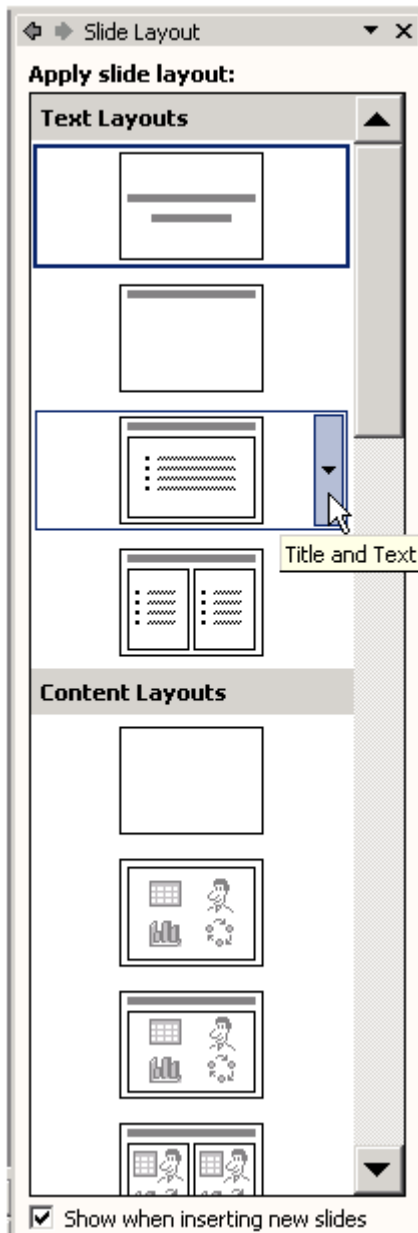 Slide Layout
Apply slide layout:
Text Layouts
Title and Text
Content Layouts
Show when inserting new slides